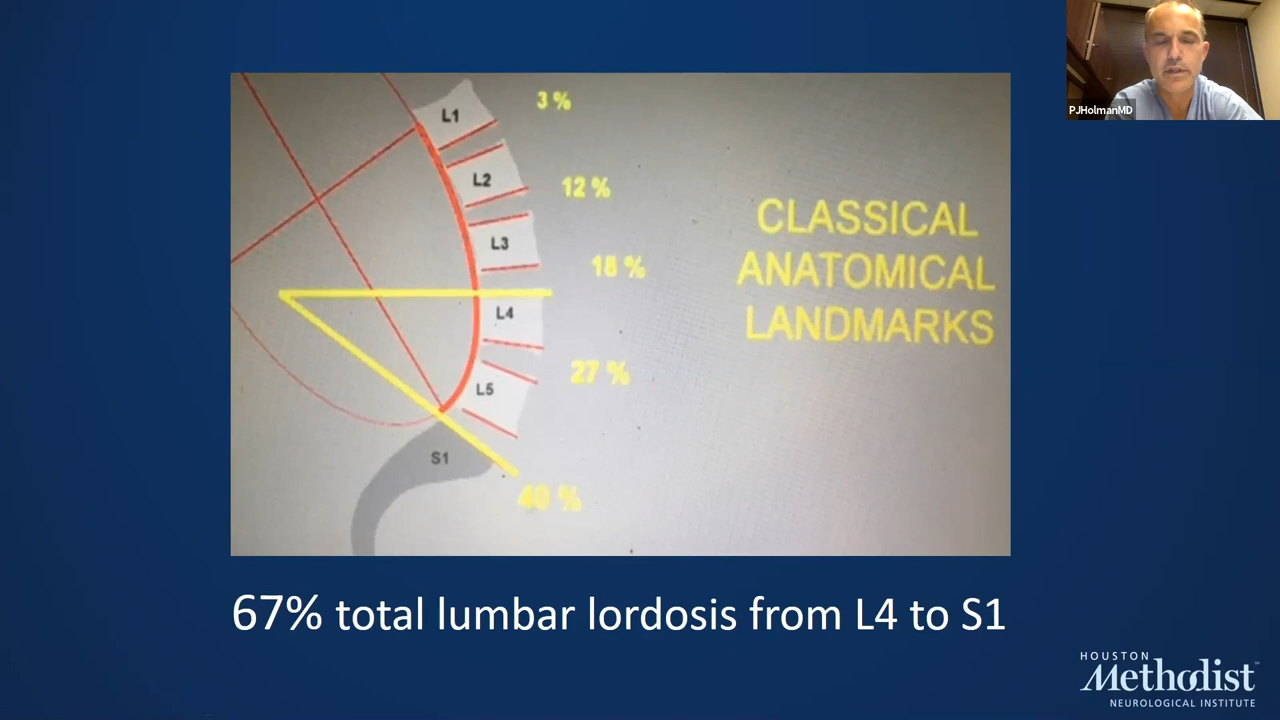 PJHolmanMD
L1
3 %
L2
12 %
L3
15 %
L4
27 %
L5
S1
40 %
CLASSICAL
ANATOMICAL
LANDMARKS
67% total lumbar lordosis from L4 to S1
HOUSTON
Methodist
NEUROLOGICAL INSTITUTE